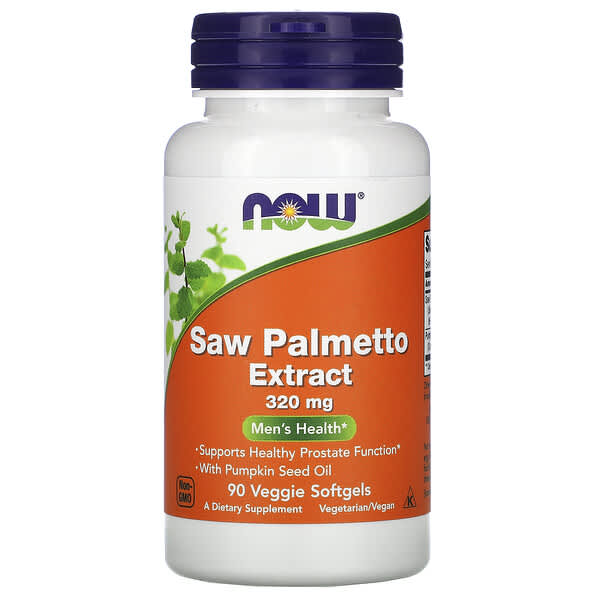 NOW®
Saw Palmetto
Extract
320 mg
Men's Health*
•Supports Healthy Prostate Function*
•With Pumpkin Seed Oil
Non-
GMO
90 Veggie Softgels
A Dietary Supplement Vegetarian/Vegan
K